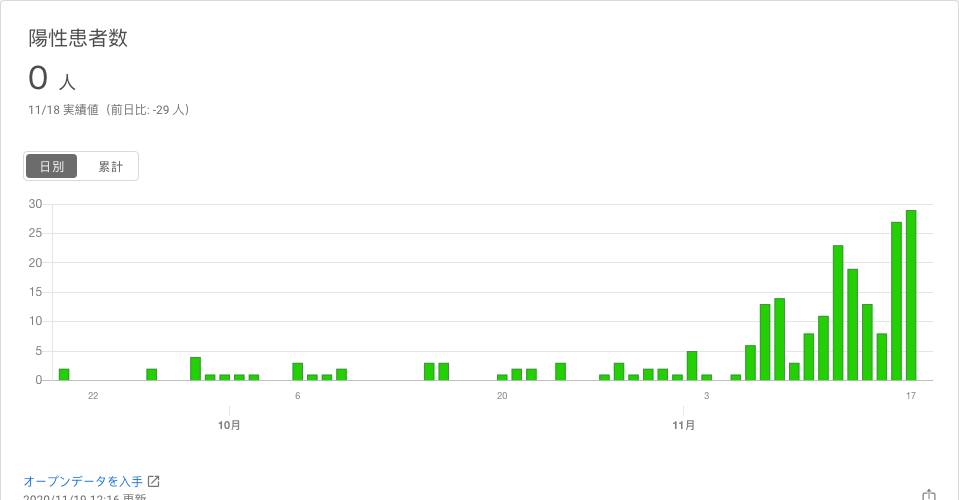 陽性患者数
0 人
11/18 実績値（前日比: -29 人）
日別 累計
30
25
20
15
10
5
0
22 6 20 3 17
10月 11月
オープンデータを入手
2020/11/19 12:16 更新